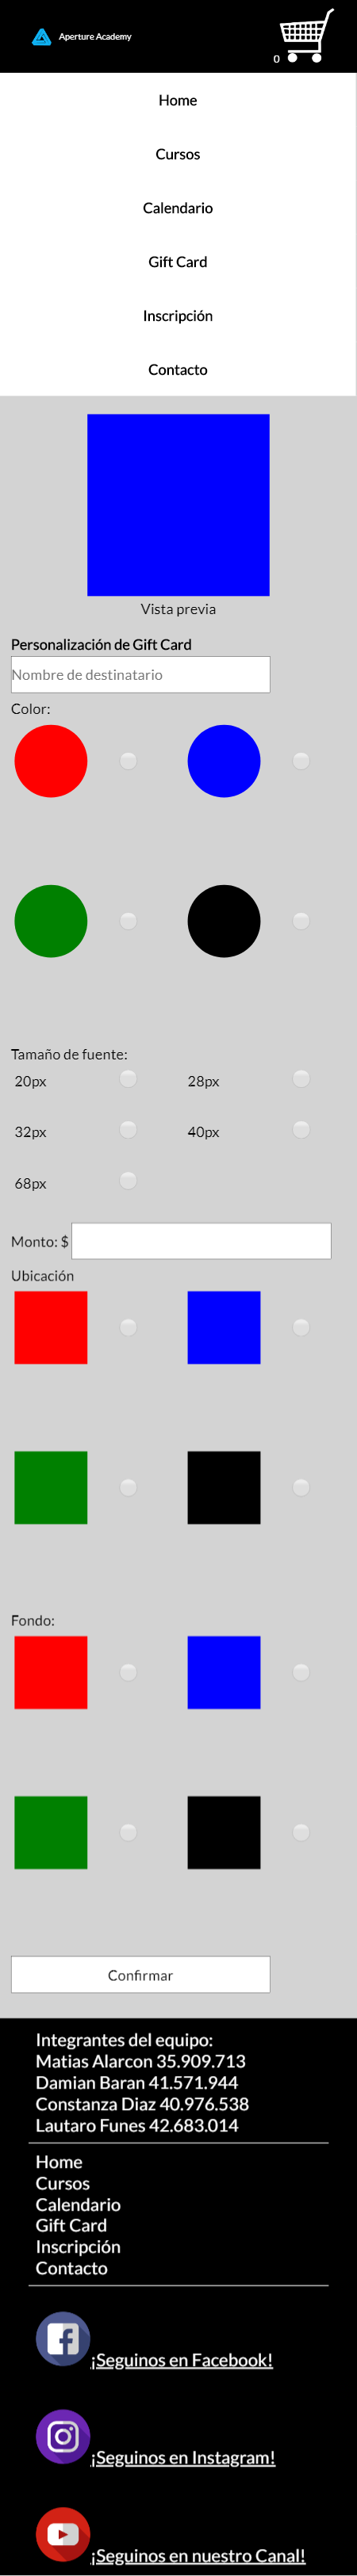 Aperture Academy
0
Home
Cursos
Calendario
Gift Card
Inscripción
Contacto
Vista previa
Personalización de Gift Card
Nombre de destinatario
Color:
Tamaño de fuente:
20px 28px
32px 40px
68px
Monto: $
Ubicación
Fondo:
Confirmar
Integrantes del equipo:
Matias Alarcon 35.909.713
Damian Baran 41.571.944
Constanza Diaz 40.976.538
Lautaro Funes 42.683.014
Home
Cursos
Calendario
Gift Card
Inscripción
Contacto
¡Seguinos en Facebook!
¡Seguinos en Instagram!
¡Seguinos en nuestro Canal!